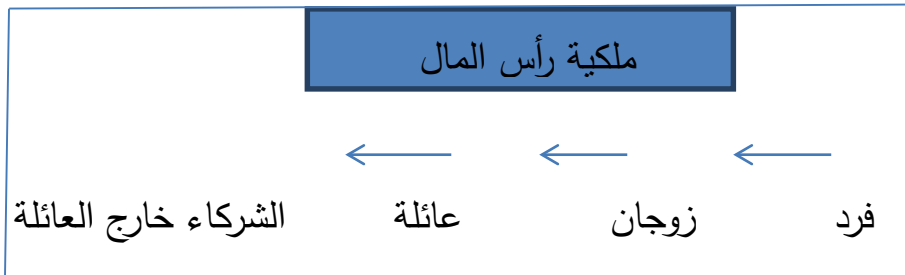 ملكية رأس المال
فرد زوجان عائلة الشركاء خارج العائلة